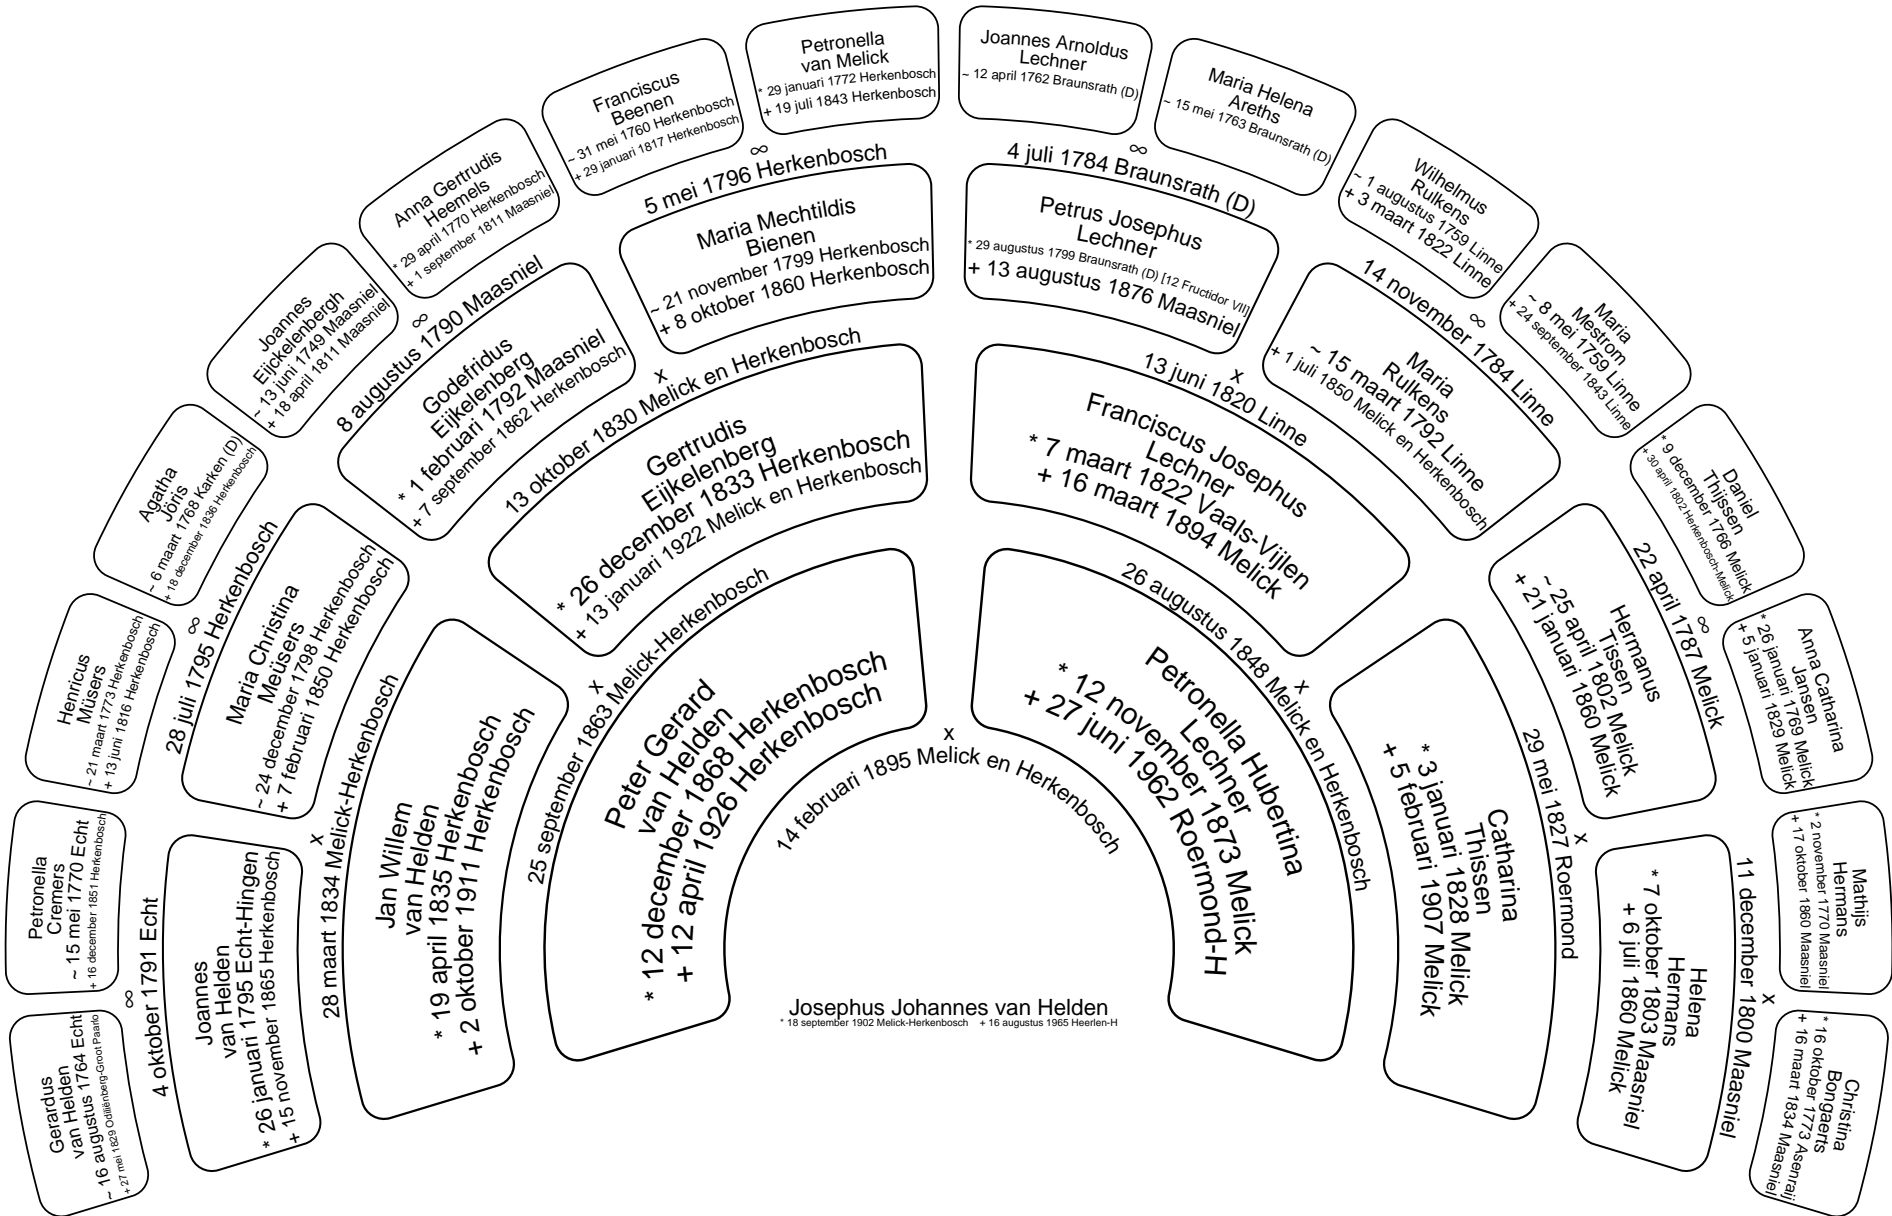 Gerardus
van Helden
~ 16 augustus 1764 Echt
+ 27 mei 1829 Odiliënberg-Groot Paarlo
∞
4 oktober 1791 Echt
Petronella
Cremers
~ 15 mei 1770 Echt
+ 16 december 1851 Herkenbosch
Henricus
Müsers
~ 21 maart 1773 Herkenbosch
+ 13 juni 1816 Herkenbosch
∞
28 juli 1795 Herkenbosch
Agatha
Jöris
~ 6 maart 1768 Karken (D)
+ 18 december 1836 Herkenbosch
Joannes
Eijckelenbergh
~ 13 juni 1749 Maasniel
+ 18 april 1811 Maasniel
∞
8 augustus 1790 Maasniel
Anna Gertrudis
Heemels
* 29 april 1770 Herkenbosch
+ 1 september 1811 Maasniel
Franciscus
Beenen
~ 31 mei 1760 Herkenbosch
+ 29 januari 1817 Herkenbosch
∞
5 mei 1796 Herkenbosch
Petronella
van Melick
* 29 januari 1772 Herkenbosch
+ 19 juli 1843 Herkenbosch
Joannes Arnoldus
Lechner
~ 12 april 1762 Braunsrath (D)
∞
4 juli 1784 Braunsrath (D)
Maria Helena
Areths
~ 15 mei 1763 Braunsrath (D)
Wilhelmus
Rulkens
~ 1 augustus 1759 Linne
+ 3 maart 1822 Linne
∞
14 november 1784 Linne
Maria
Mestrom
~ 8 mei 1759 Linne
+ 24 september 1843 Linne
Daniel
Thijssen
* 9 december 1766 Melick
+ 30 april 1802 Herkenbosch-Melick
∞
22 april 1787 Melick
Anna Catharina
Jansen
* 26 januari 1769 Melick
+ 5 januari 1829 Melick
Mathijs
Hermans
* 2 november 1770 Maasniel
+ 17 oktober 1860 Maasniel
x
11 december 1800 Maasniel
Christina
Bongaerts
* 16 oktober 1773 Asenraij
+ 16 maart 1834 Maasniel
Joannes
van Helden
* 26 januari 1795 Echt-Hingen
+ 15 november 1865 Herkenbosch
x
28 maart 1834 Melick-Herkenbosch
Maria Christina
Meüsers
~ 24 december 1798 Herkenbosch
+ 7 februari 1850 Herkenbosch
Godefridus
Eijkelenberg
* 1 februari 1792 Maasniel
+ 7 september 1862 Herkenbosch
x
13 oktober 1830 Melick en Herkenbosch
Maria Mechtildis
Bienen
~ 21 november 1799 Herkenbosch
+ 8 oktober 1860 Herkenbosch
Petrus Josephus
Lechner
* 29 augustus 1799 Braunsrath (D) [12 Fructidor VII]
+ 13 augustus 1876 Maasniel
x
13 juni 1820 Linne
Maria
Rulkens
~ 15 maart 1792 Linne
+ 1 juli 1850 Melick en Herkenbosch
Hermanus
Tissen
~ 25 april 1802 Melick
+ 21 januari 1860 Melick
x
29 mei 1827 Roermond
Helena
Hermans
* 7 oktober 1803 Maasniel
+ 6 juli 1860 Melick
Jan Willem
van Helden
* 19 april 1835 Herkenbosch
+ 2 oktober 1911 Herkenbosch
x
25 september 1863 Melick-Herkenbosch
Gertrudis
Eijkelenberg
* 26 december 1833 Herkenbosch
+ 13 januari 1922 Melick en Herkenbosch
Franciscus Josephus
Lechner
* 7 maart 1822 Vaals-Vijlen
+ 16 maart 1894 Melick
x
26 augustus 1848 Melick en Herkenbosch
Catharina
Thissen
* 3 januari 1828 Melick
+ 5 februari 1907 Melick
Peter Gerard
van Helden
* 12 december 1868 Herkenbosch
+ 12 april 1926 Herkenbosch
x
14 februari 1895 Melick en Herkenbosch
Petronella Hubertina
Lechner
* 12 november 1873 Melick
+ 27 juni 1962 Roermond-H
Josephus Johannes van Helden
* 18 september 1902 Melick-Herkenbosch + 16 augustus 1965 Heerlen-H